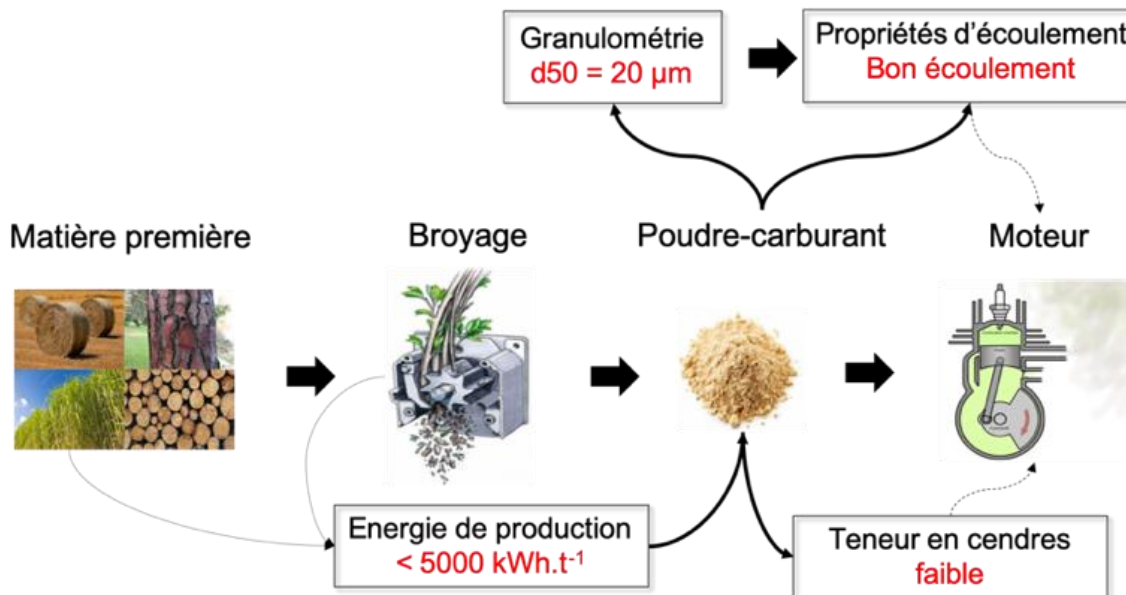 Granulométrie
d50 = 20 µm
Propriétés d'écoulement
Bon écoulement
Matière première
Broyage
Poudre-carburant
Moteur
Energie de production
< 5000 kWh.t⁻¹
Teneur en cendres
faible